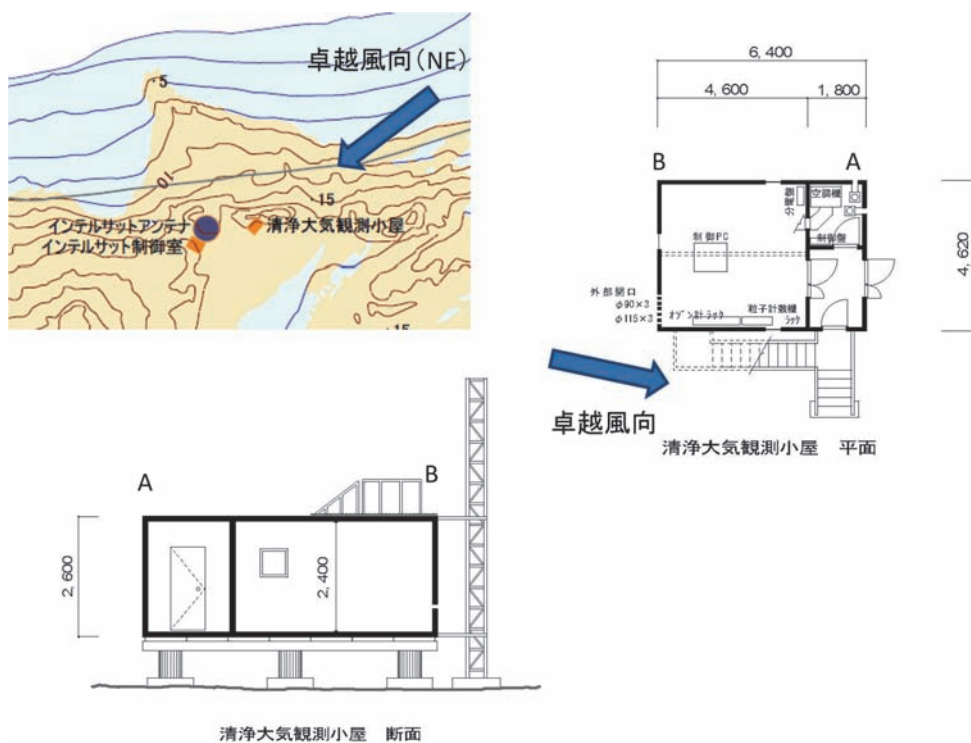 卓越風向(NE)
5
10
15
インテルサットアンテナ
清浄大気観測小屋
インテルサット制御室
15
6,400
4,600
1,800
B
A
4,620
空調機
分電盤
制御PC
制御盤
外部開口
φ90×3
φ115×3
オゾン計ラック
粒子計数機
ラック
卓越風向
清浄大気観測小屋 平面
A
B
2,600
2,400
清浄大気観測小屋 断面